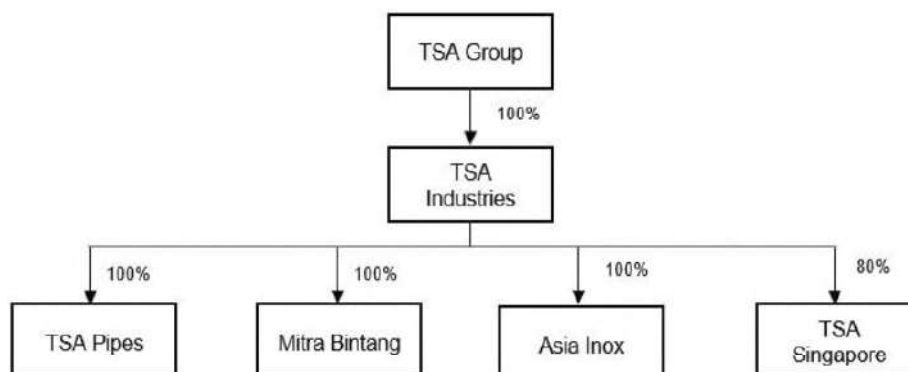 TSA Group
100%
TSA
Industries
100%
100%
100%
80%
TSA Pipes
Mitra Bintang
Asia Inox
TSA
Singapore